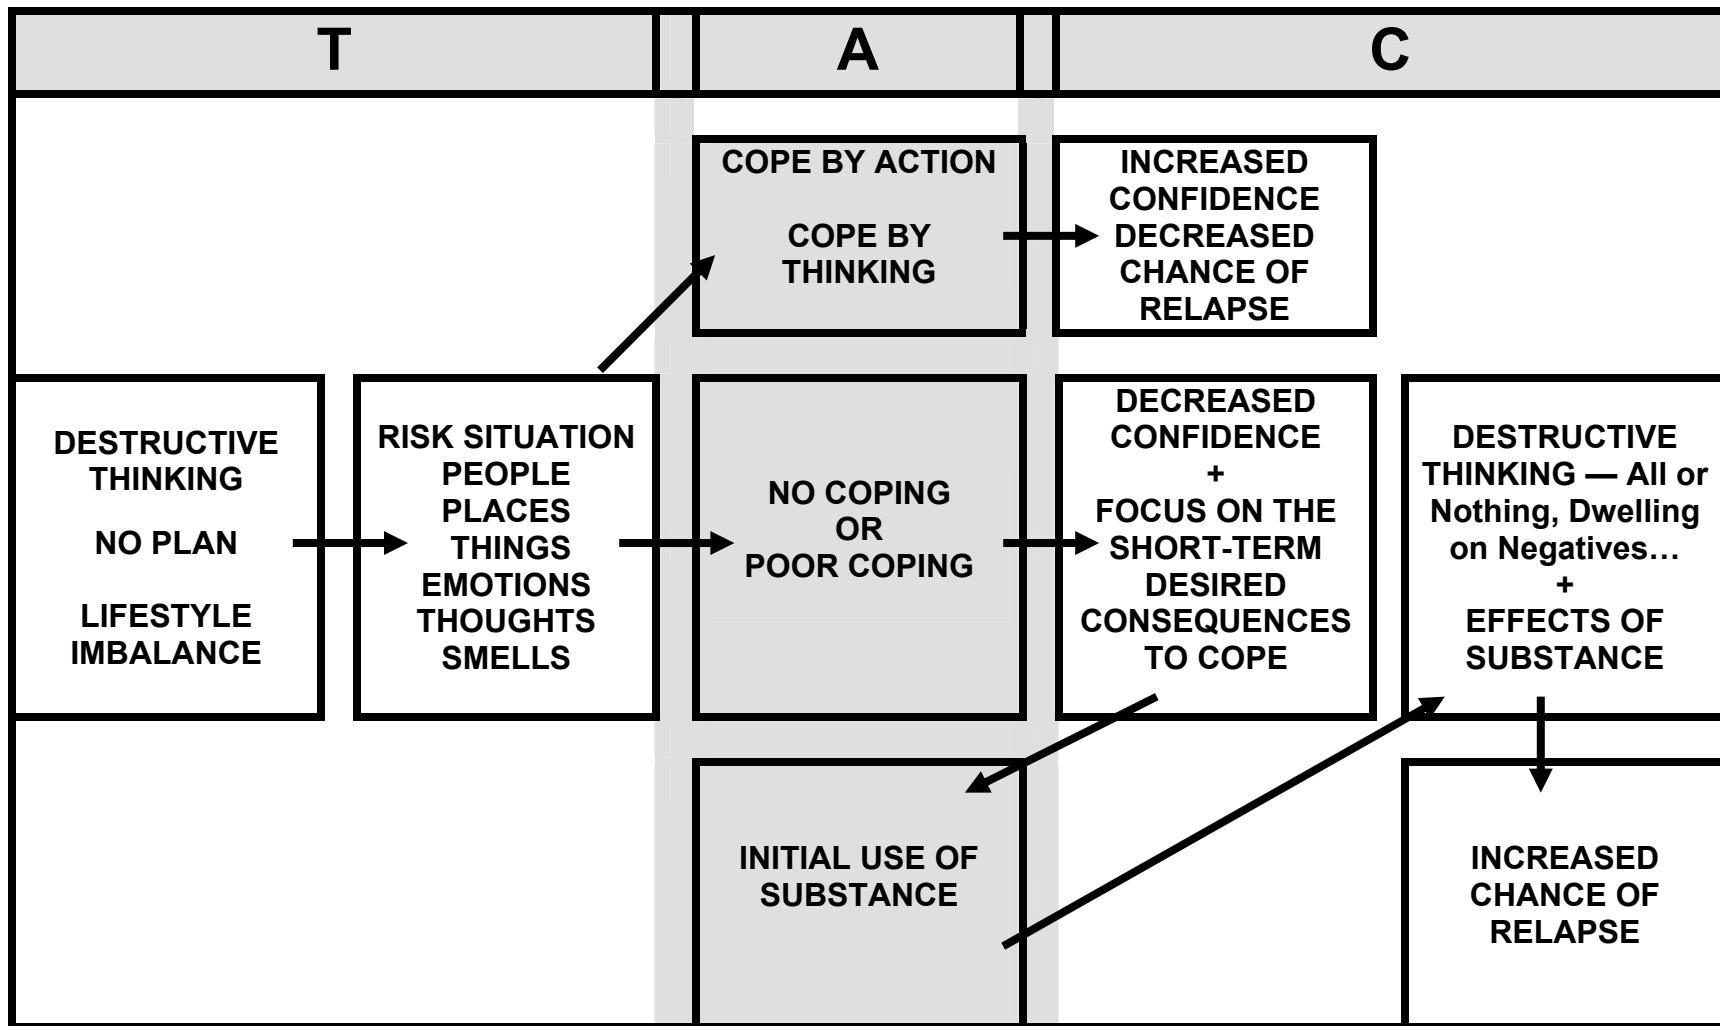 T
A
C
COPE BY ACTION
COPE BY
THINKING
INCREASED
CONFIDENCE
DECREASED
CHANCE OF
RELAPSE
DESTRUCTIVE
THINKING
NO PLAN
LIFESTYLE
IMBALANCE
RISK SITUATION
PEOPLE
PLACES
THINGS
EMOTIONS
THOUGHTS
SMELLS
NO COPING
OR
POOR COPING
DECREASED
CONFIDENCE
+
FOCUS ON THE
SHORT-TERM
DESIRED
CONSEQUENCES
TO COPE
DESTRUCTIVE
THINKING — All or
Nothing, Dwelling
on Negatives…
+
EFFECTS OF
SUBSTANCE
INITIAL USE OF
SUBSTANCE
INCREASED
CHANCE OF
RELAPSE